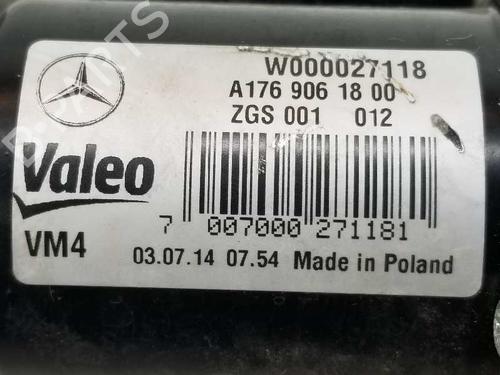 W000027118
A176 906 18 00
ZGS 001 012
Valeo
7 007000 271181
VM4 03.07.14 07.54 Made in Poland
B-PARTS